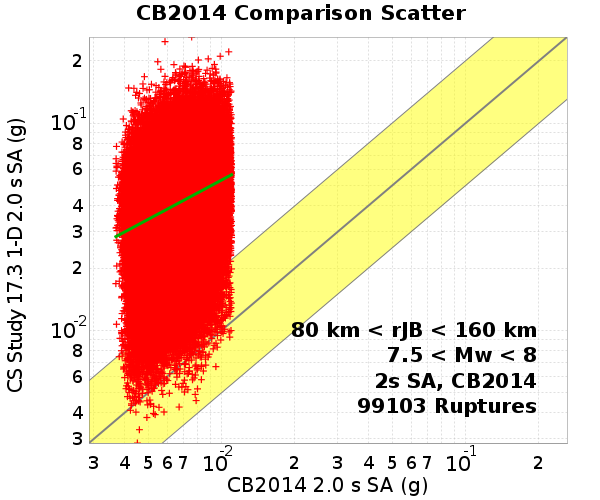 CB2014 Comparison Scatter
CS Study 17.3 1-D 2.0 s SA (g)
2
10-1
8
6
4
3
2
10-2
8
6
4
3
80 km < rJB < 160 km
7.5 < Mw < 8
2s SA, CB2014
99103 Ruptures
3 4 5 6 7 10-2 2 3 4 5 6 7 10-1 2
CB2014 2.0 s SA (g)